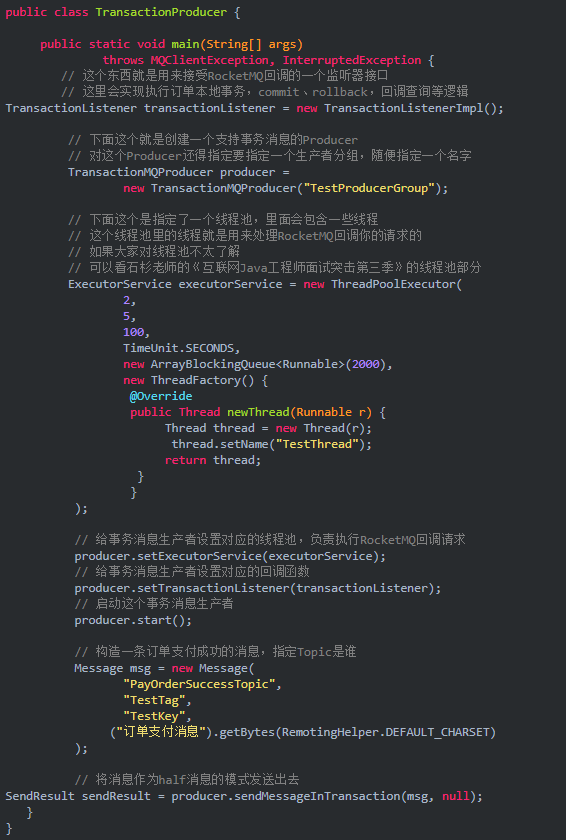 public class TransactionProducer {
public static void main(String[] args)
throws MQClientException, InterruptedException {
// 这个东西就是用来接受RocketMQ回调的一个监听器接口
// 这里会实现执行订单本地事务，commit、rollback，回调查询等逻辑
TransactionListener transactionListener = new TransactionListenerImpl();
// 下面这个就是创建一个支持事务消息的Producer
// 对这个Producer还得指定要指定一个生产者分组，随便指定一个名字
TransactionMQProducer producer =
new TransactionMQProducer("TestProducerGroup");
// 下面这个是指定了一个线程池，里面会包含一些线程
// 这个线程池里的线程就是用来处理RocketMQ回调你的请求的
// 如果大家对线程池不太了解
// 可以看石杉老师的《互联网Java工程师面试突击第三季》的线程池部分
ExecutorService executorService = new ThreadPoolExecutor(
2,
5,
100,
TimeUnit.SECONDS,
new ArrayBlockingQueue<Runnable>(2000),
new ThreadFactory() {
@Override
public Thread newThread(Runnable r) {
Thread thread = new Thread(r);
thread.setName("TestThread");
return thread;
}
}
);
// 给事务消息生产者设置对应的线程池，负责执行RocketMQ回调请求
producer.setExecutorService(executorService);
// 给事务消息生产者设置对应的回调函数
producer.setTransactionListener(transactionListener);
// 启动这个事务消息生产者
producer.start();
// 构造一条订单支付成功的消息，指定Topic是谁
Message msg = new Message(
"PayOrderSuccessTopic",
"TestTag",
"TestKey",
("订单支付消息").getBytes(RemotingHelper.DEFAULT_CHARSET)
);
// 将消息作为half消息的模式发送出去
SendResult sendResult = producer.sendMessageInTransaction(msg, null);
}
}